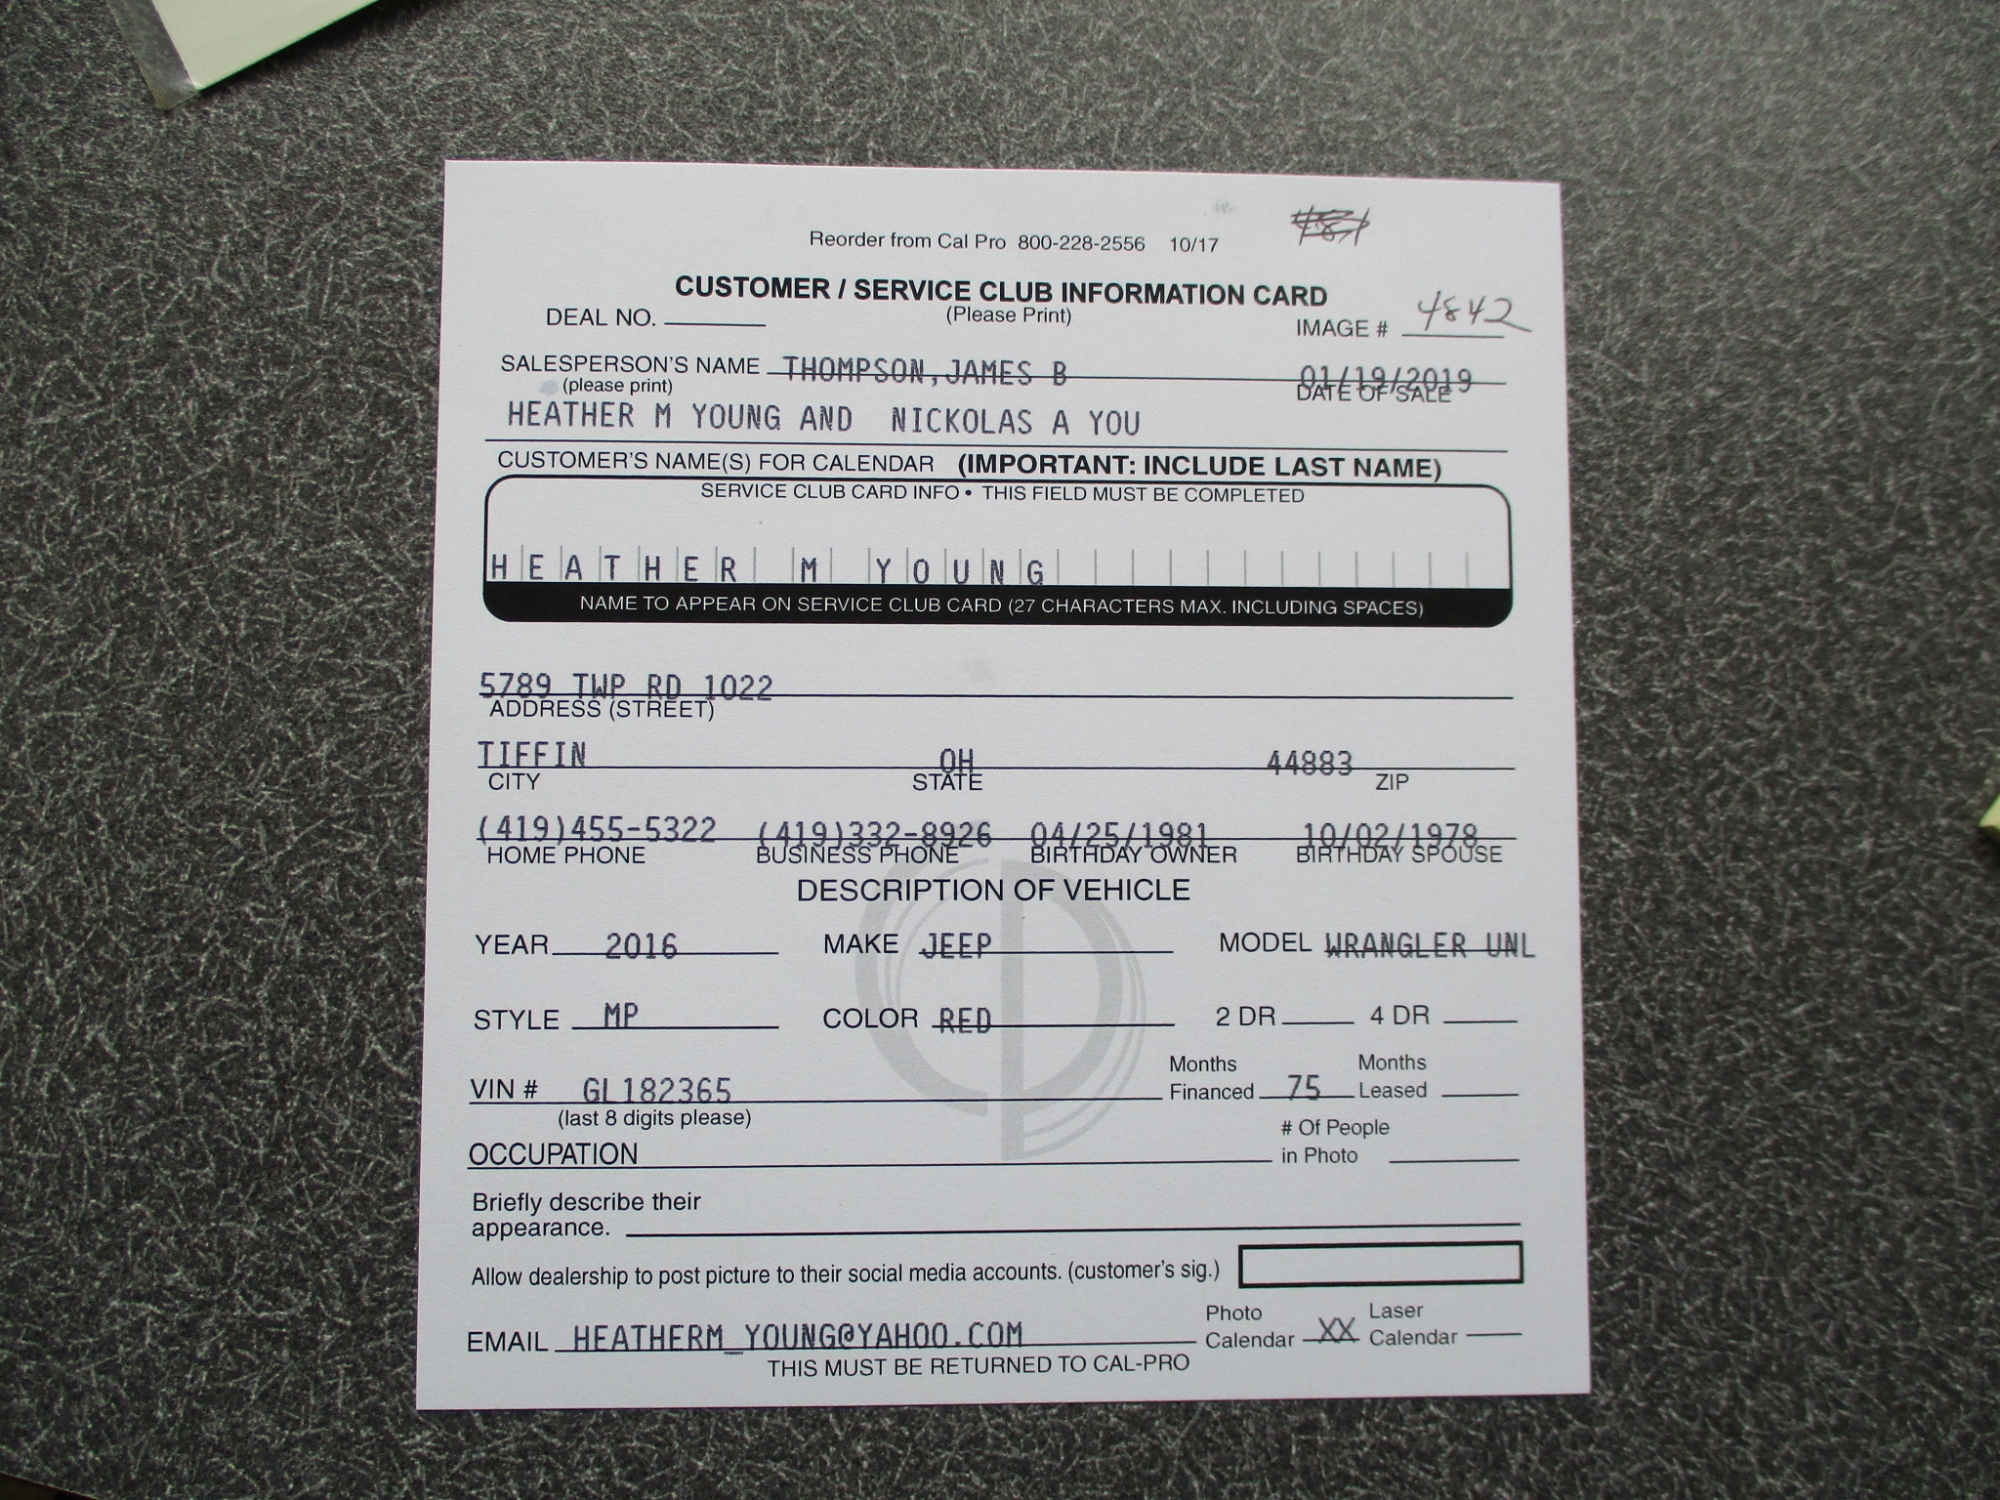 Reorder from Cal Pro 800-228-2556 10/17
CUSTOMER / SERVICE CLUB INFORMATION CARD
(Please Print)
DEAL NO.
IMAGE # 4842
SALESPERSON'S NAME THOMPSON, JAMES B
(please print)
01/19/2019
DATE OF SALE
HEATHER M YOUNG AND NICKOLAS A YOU
CUSTOMER'S NAME(S) FOR CALENDAR (IMPORTANT: INCLUDE LAST NAME)
SERVICE CLUB CARD INFO • THIS FIELD MUST BE COMPLETED
HEATHER M YOUNG
NAME TO APPEAR ON SERVICE CLUB CARD (27 CHARACTERS MAX. INCLUDING SPACES)
5789 TWP RD 1022
ADDRESS (STREET)
TIFFIN OH 44883
CITY STATE ZIP
(419)455-5322 (419)332-8926 04/25/1981 10/02/1978
HOME PHONE BUSINESS PHONE BIRTHDAY OWNER BIRTHDAY SPOUSE
DESCRIPTION OF VEHICLE
YEAR 2016 MAKE JEEP MODEL WRANGLER UNL
STYLE MP COLOR RED 2 DR 4 DR
VIN # GL182365
(last 8 digits please)
Months Financed 75
Months Leased
OCCUPATION
# Of People
in Photo
Briefly describe their
appearance.
Allow dealership to post picture to their social media accounts. (customer's sig.)
EMAIL HEATHERM_YOUNG@YAHOO.COM
Photo Calendar XX
Laser Calendar
THIS MUST BE RETURNED TO CAL-PRO